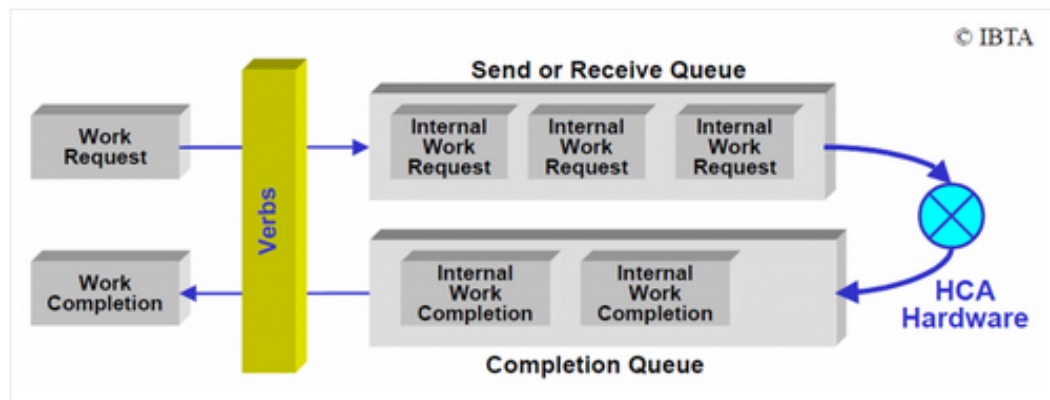 © IBTA
Send or Receive Queue
Work
Request
Verbs
Internal
Work
Request
Internal
Work
Request
Internal
Work
Request
Work
Completion
Internal
Work
Completion
Internal
Work
Completion
HCA
Hardware
Completion Queue